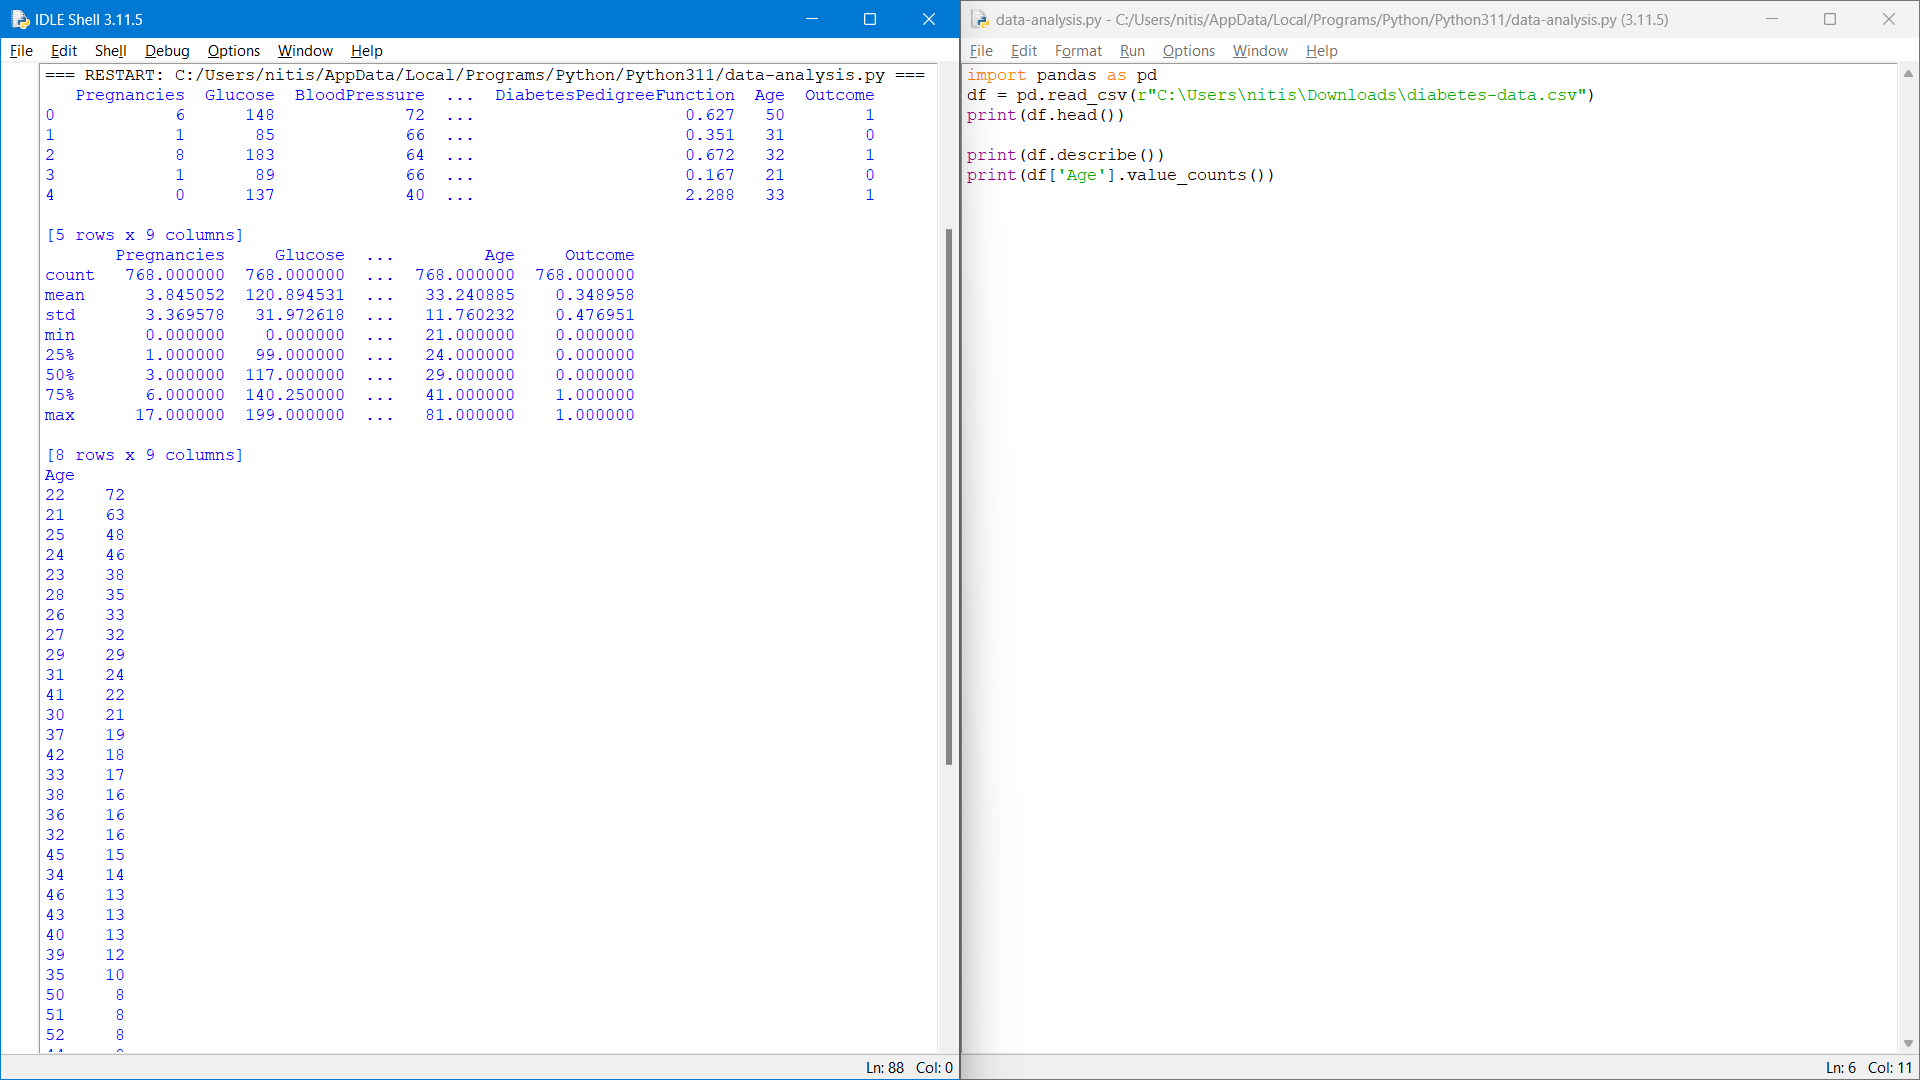 IDLE Shell 3.11.5
File Edit Shell Debug Options Window Help
=== RESTART: C:/Users/nitis/AppData/Local/Programs/Python/Python311/data-analysis.py ===
Pregnancies Glucose BloodPressure ... DiabetesPedigreeFunction Age Outcome
0 6 148 72 ... 0.627 50 1
1 1 85 66 ... 0.351 31 0
2 8 183 64 ... 0.672 32 1
3 1 89 66 ... 0.167 21 0
4 0 137 40 ... 2.288 33 1
[5 rows x 9 columns]
Pregnancies Glucose ... Age Outcome
count 768.000000 768.000000 ... 768.000000 768.000000
mean 3.845052 120.894531 ... 33.240885 0.348958
std 3.369578 31.972618 ... 11.760232 0.476951
min 0.000000 0.000000 ... 21.000000 0.000000
25% 1.000000 99.000000 ... 24.000000 0.000000
50% 3.000000 117.000000 ... 29.000000 0.000000
75% 6.000000 140.250000 ... 41.000000 1.000000
max 17.000000 199.000000 ... 81.000000 1.000000
[8 rows x 9 columns]
Age
22 72
21 63
25 48
24 46
23 38
28 35
26 33
27 32
29 29
31 24
41 22
30 21
37 19
42 18
33 17
38 16
36 16
32 16
45 15
34 14
46 13
43 13
40 13
39 12
35 10
50 8
51 8
52 8
Ln: 88 Col: 0
data-analysis.py - C:/Users/nitis/AppData/Local/Programs/Python/Python311/data-analysis.py (3.11.5)
File Edit Format Run Options Window Help
import pandas as pd
df = pd.read_csv(r"C:\Users\nitis\Downloads\diabetes-data.csv")
print(df.head())
print(df.describe())
print(df['Age'].value_counts())
Ln: 6 Col: 11